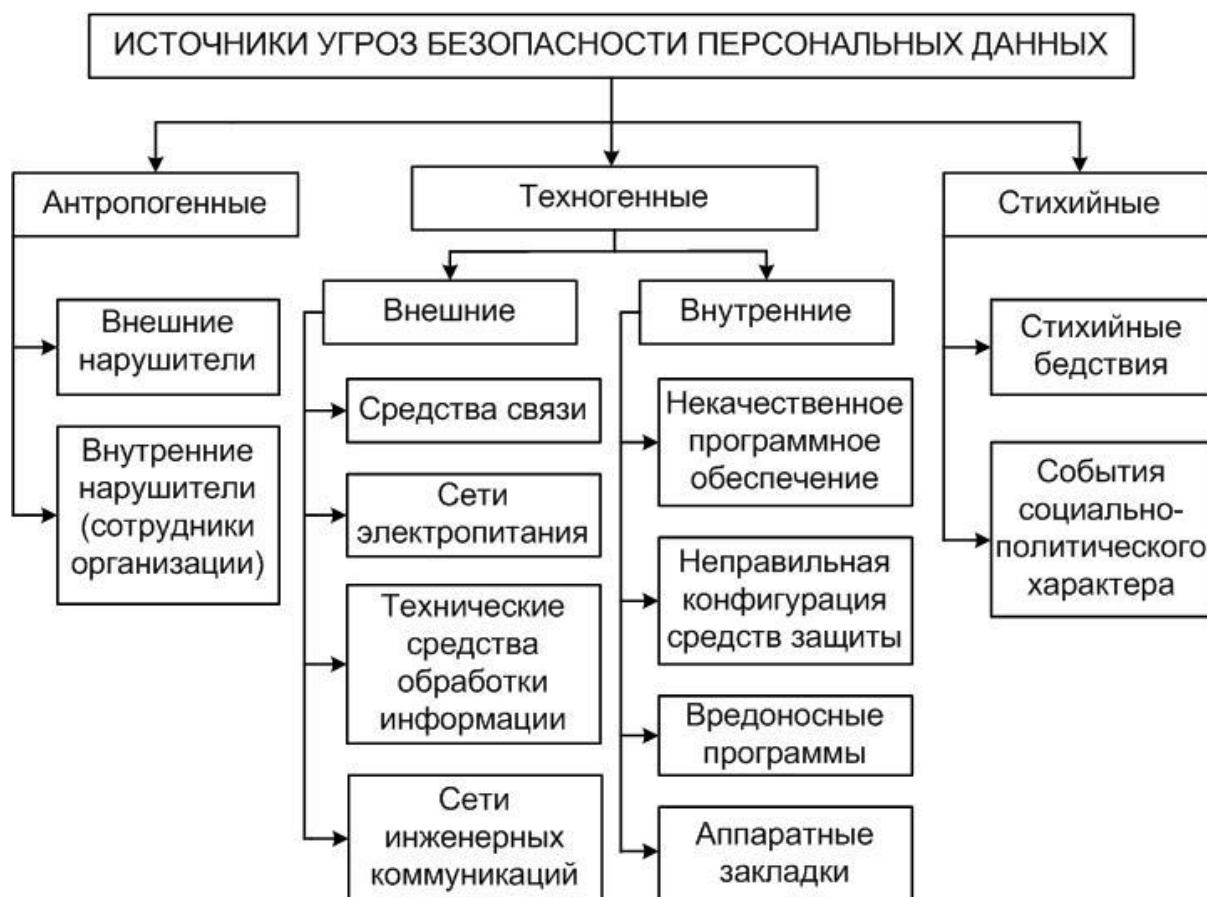 ИСТОЧНИКИ УГРОЗ БЕЗОПАСНОСТИ ПЕРСОНАЛЬНЫХ ДАННЫХ
Антропогенные
Внешние
нарушители
Внутренние
нарушители
(сотрудники
организации)
Техногенные
Внешние
Средства связи
Сети
электропитания
Технические
средства
обработки
информации
Сети
инженерных
коммуникаций
Внутренние
Некачественное
программное
обеспечение
Неправильная
конфигурация
средств защиты
Вредоносные
программы
Аппаратные
закладки
Стихийные
Стихийные
бедствия
События
социально-
политического
характера